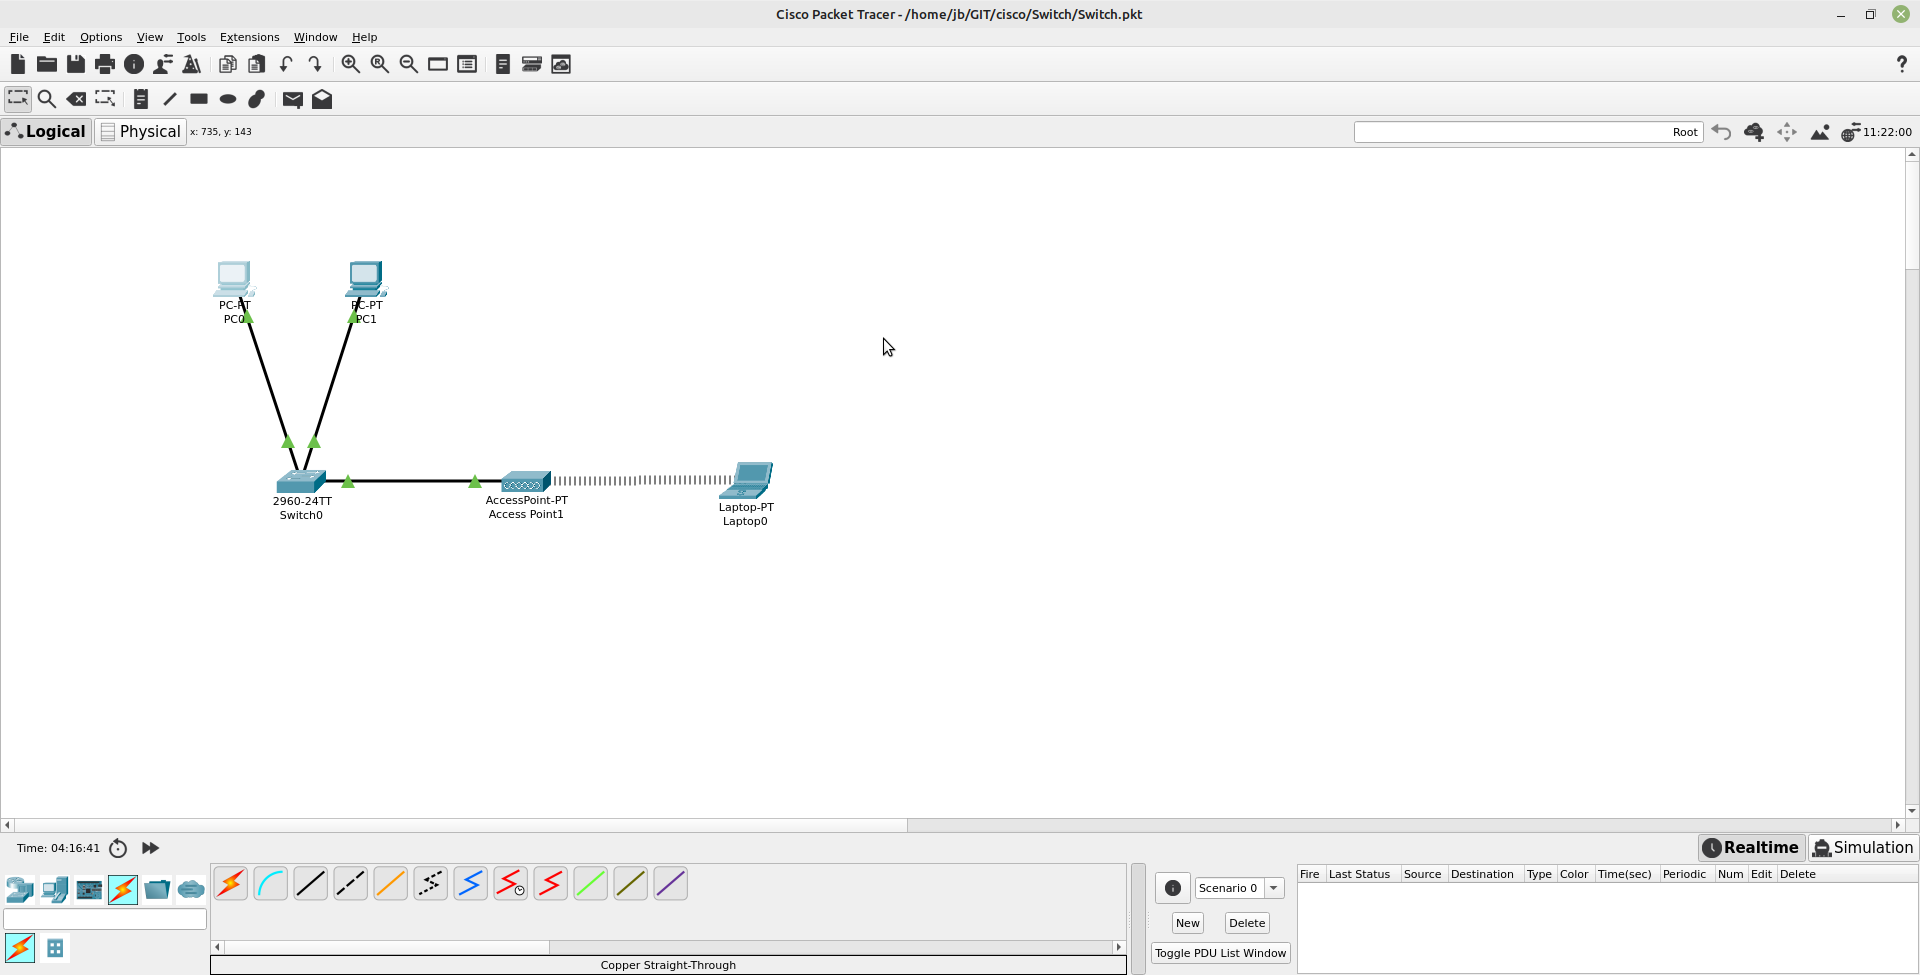 Cisco Packet Tracer - /home/jb/GIT/cisco/Switch/Switch.pkt
File Edit Options View Tools Extensions Window Help
?
Logical Physical x: 735, y: 143 Root 11:22:00
PC-PT PC-PT
PC0 PC1
2960-24TT AccessPoint-PT Laptop-PT
Switch0 Access Point1 Laptop0
Time: 04:16:41 Realtime Simulation
Fire Last Status Source Destination Type Color Time(sec) Periodic Num Edit Delete
Scenario 0
New Delete
Toggle PDU List Window
Copper Straight-Through